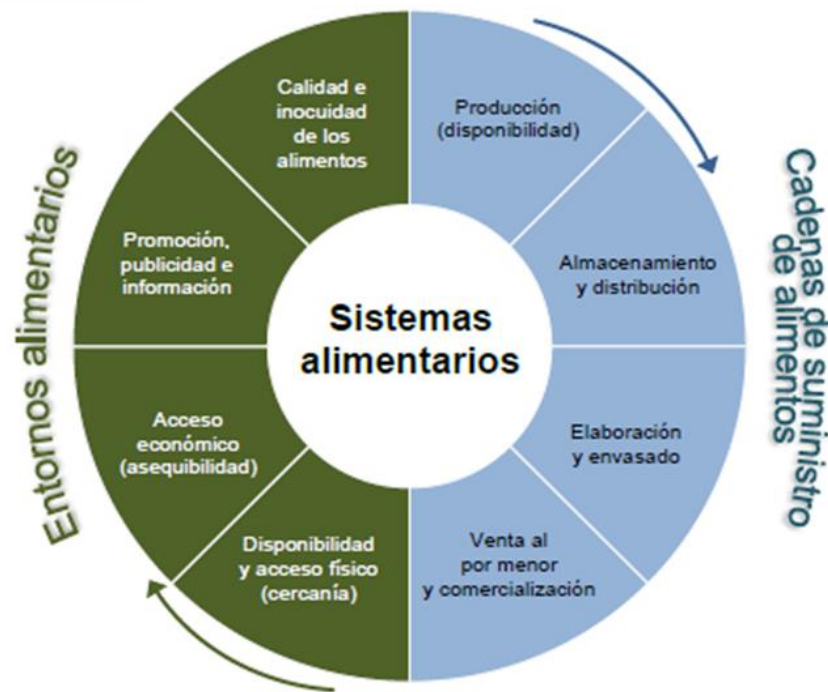 Sistemas
alimentarios
Producción
(disponibilidad)
Almacenamiento
y distribución
Elaboración
y envasado
Venta al
por menor
y comercialización
Disponibilidad
y acceso físico
(cercanía)
Acceso
económico
(asequibilidad)
Promoción,
publicidad e
información
Calidad e
inocuidad
de los
alimentos
Entornos alimentarios
Cadenas de suministro
de alimentos